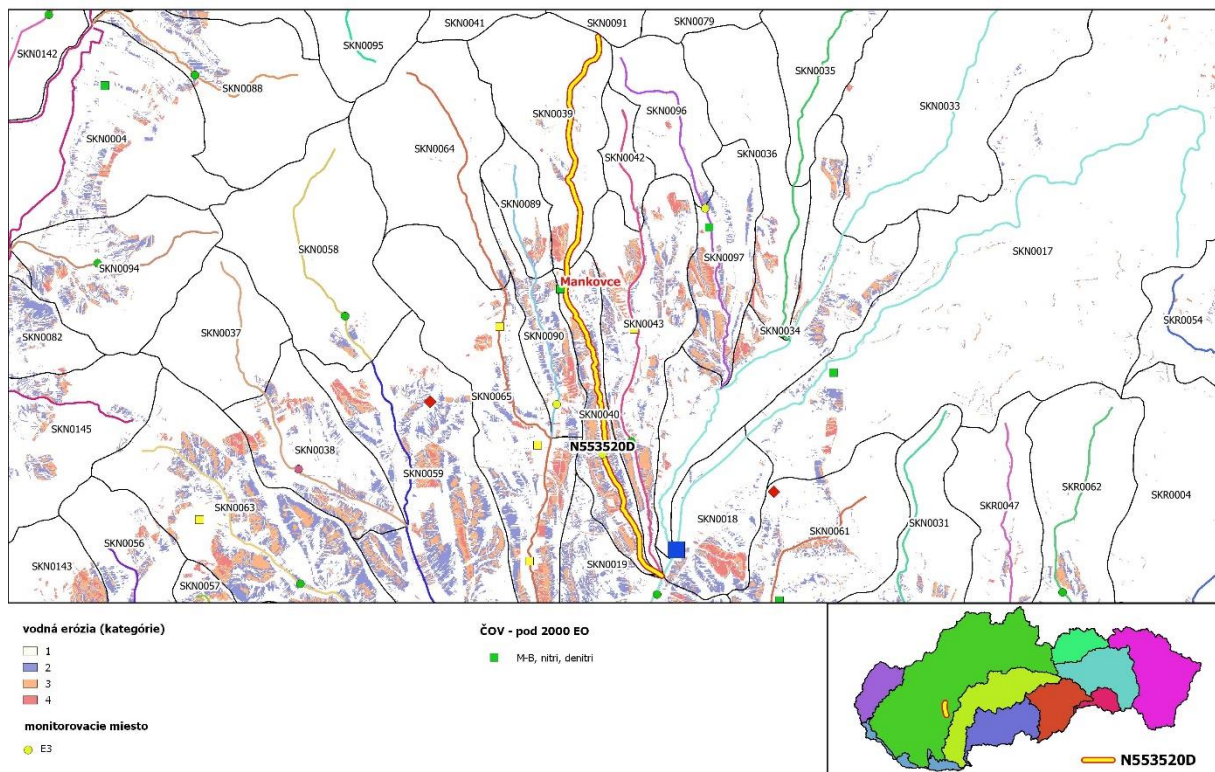 SKN0041
SKN0091
SKN0079
SKN0142
SKN0095
SKN0035
SKN0088
SKN0033
SKN0039
SKN0096
SKN0004
SKN0064
SKN0042
SKN0036
SKN0089
SKN0058
SKN0017
SKN0097
SKN0094
Mankovce
SKN0043
SKR0054
SKN0034
SKN0037
SKN0090
SKN0082
SKN0065
SKN0040
SKN0145
N553520D
SKN0038
SKN0059
SKR0062
SKR0004
SKN0063
SKN0018
SKN0031
SKR0047
SKN0061
SKN0056
SKN0143
SKN0019
SKN0057
vodná erózia (kategórie)
1
2
3
4
monitorovacie miesto
E3
ČOV - pod 2000 EO
M-B, nitri, denitri
N553520D